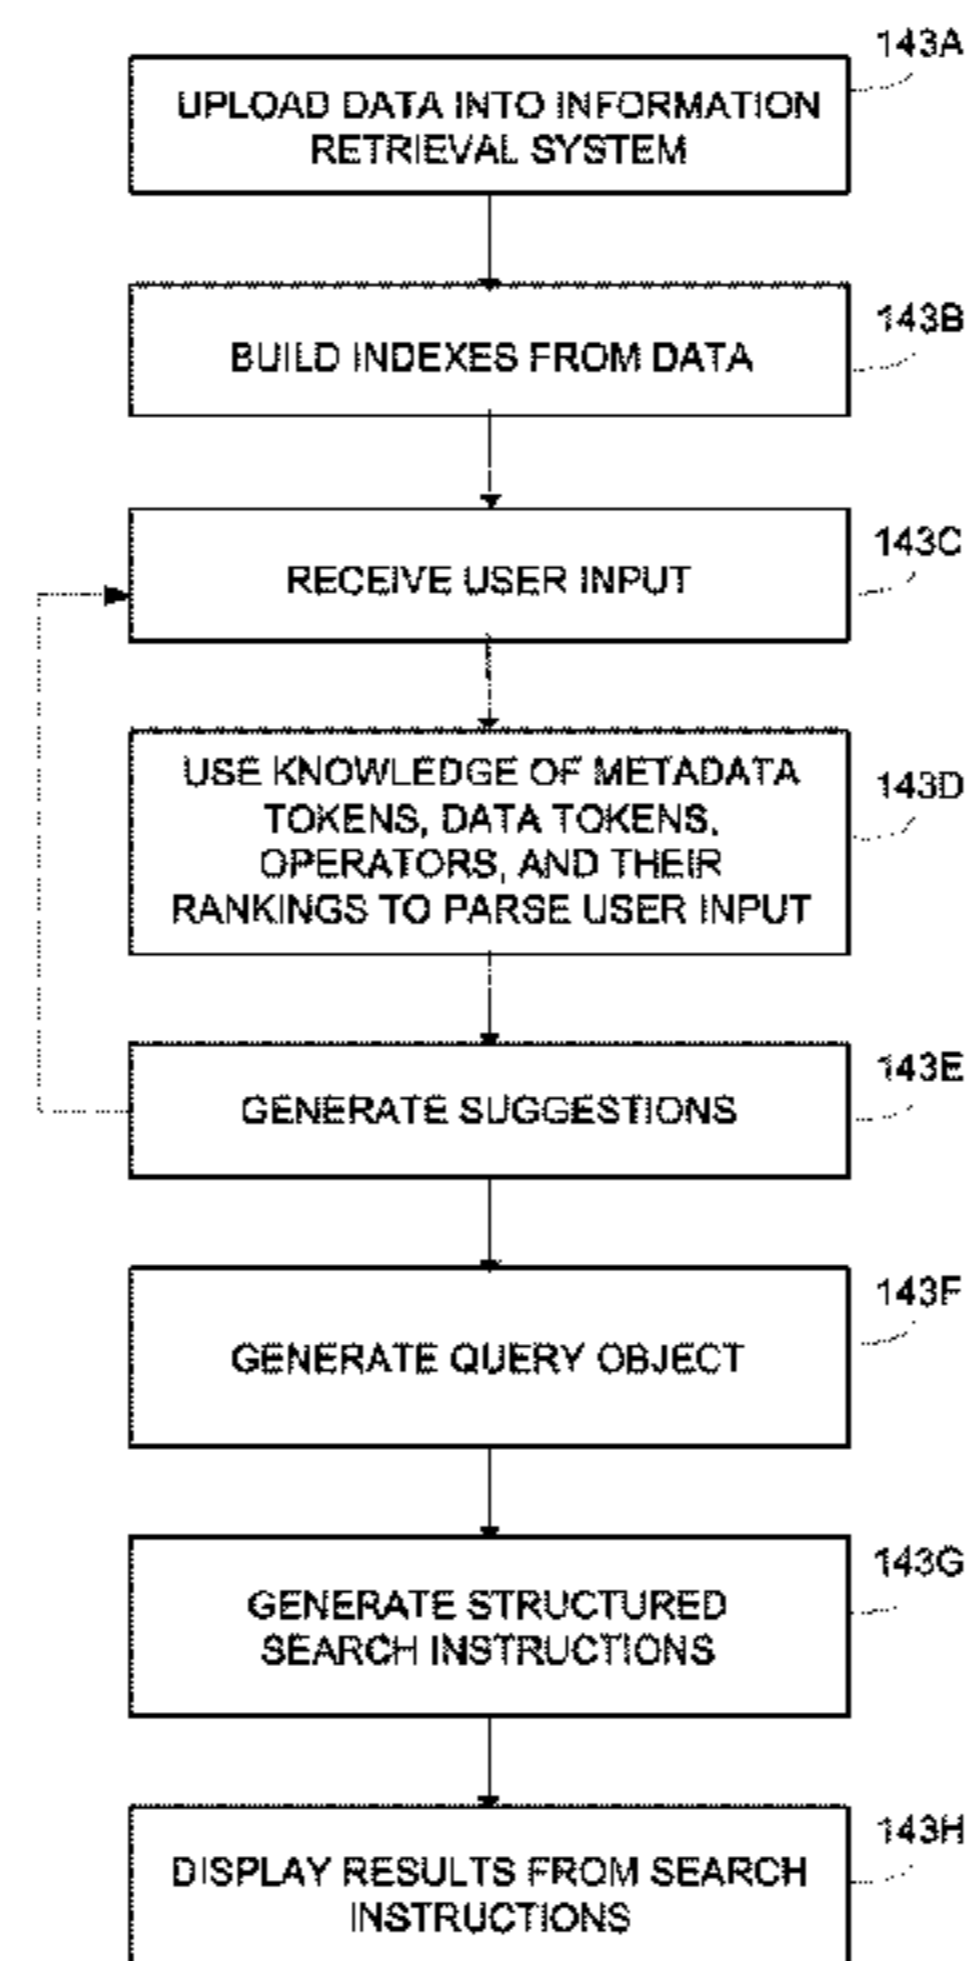 143A
UPLOAD DATA INTO INFORMATION
RETRIEVAL SYSTEM
143B
BUILD INDEXES FROM DATA
143C
RECEIVE USER INPUT
143D
USE KNOWLEDGE OF METADATA
TOKENS, DATA TOKENS,
OPERATORS, AND THEIR
RANKINGS TO PARSE USER INPUT
143E
GENERATE SUGGESTIONS
143F
GENERATE QUERY OBJECT
143G
GENERATE STRUCTURED
SEARCH INSTRUCTIONS
143H
DISPLAY RESULTS FROM SEARCH
INSTRUCTIONS